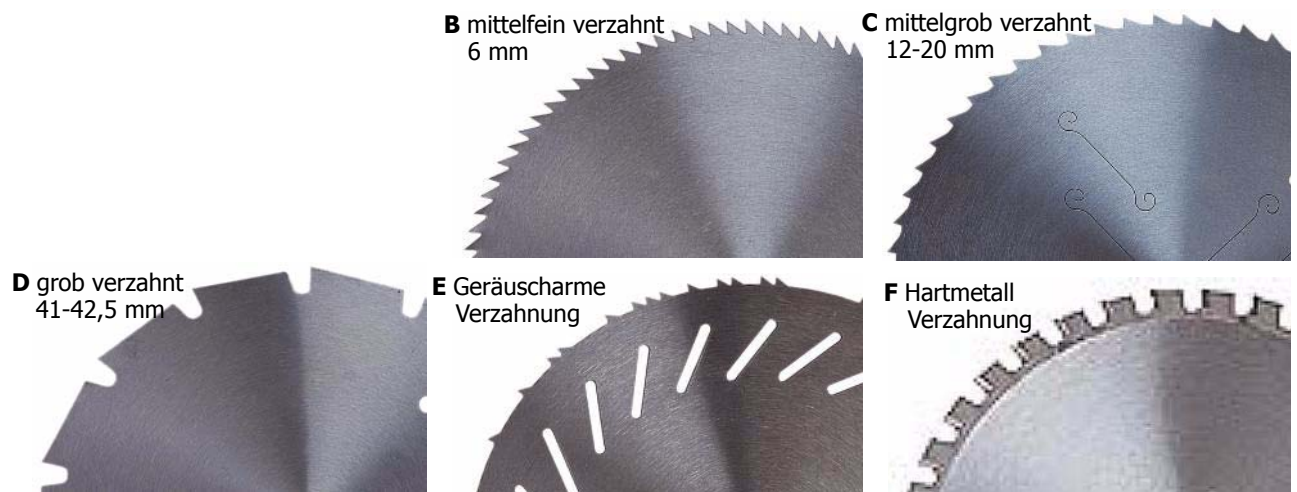 B mittelfein verzahnt
6 mm
C mittelgrob verzahnt
12-20 mm
D grob verzahnt
41-42,5 mm
E Geräuscharme
Verzahnung
F Hartmetall
Verzahnung